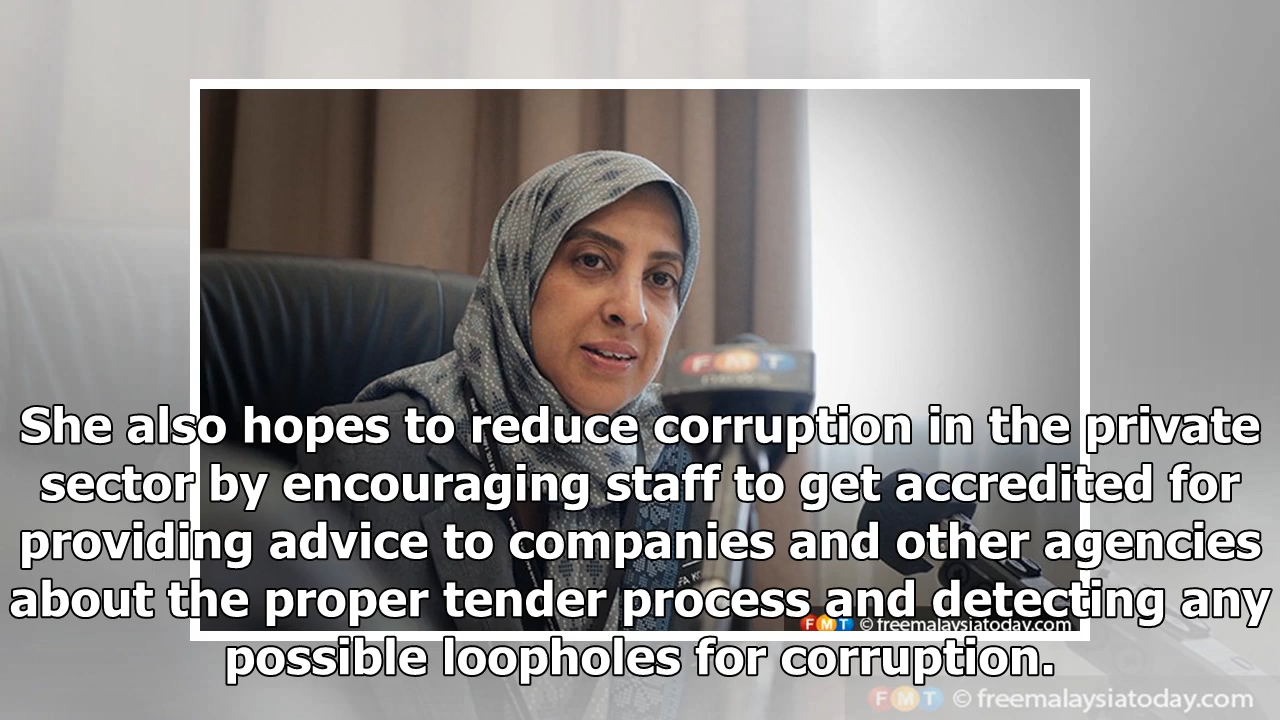 FMT
She also hopes to reduce corruption in the private
sector by encouraging staff to get accredited for
providing advice to companies and other agencies
about the proper tender process and detecting any
possible loopholes for corruption.
FMT © freemalaysiatoday.com
FMT © freemalaysiatoday.com